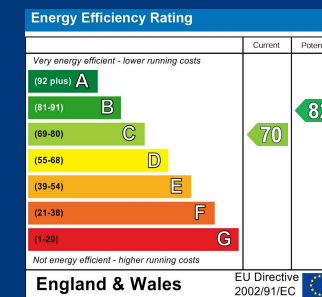 Energy Efficiency Rating
Current
Very energy efficient - lower running costs
(92 plus) A
(81-91) B
(69-80) C
70
(55-68) D
(39-54) E
(21-38) F
(1-20) G
Not energy efficient - higher running costs
England & Wales
EU Directive
2002/91/EC